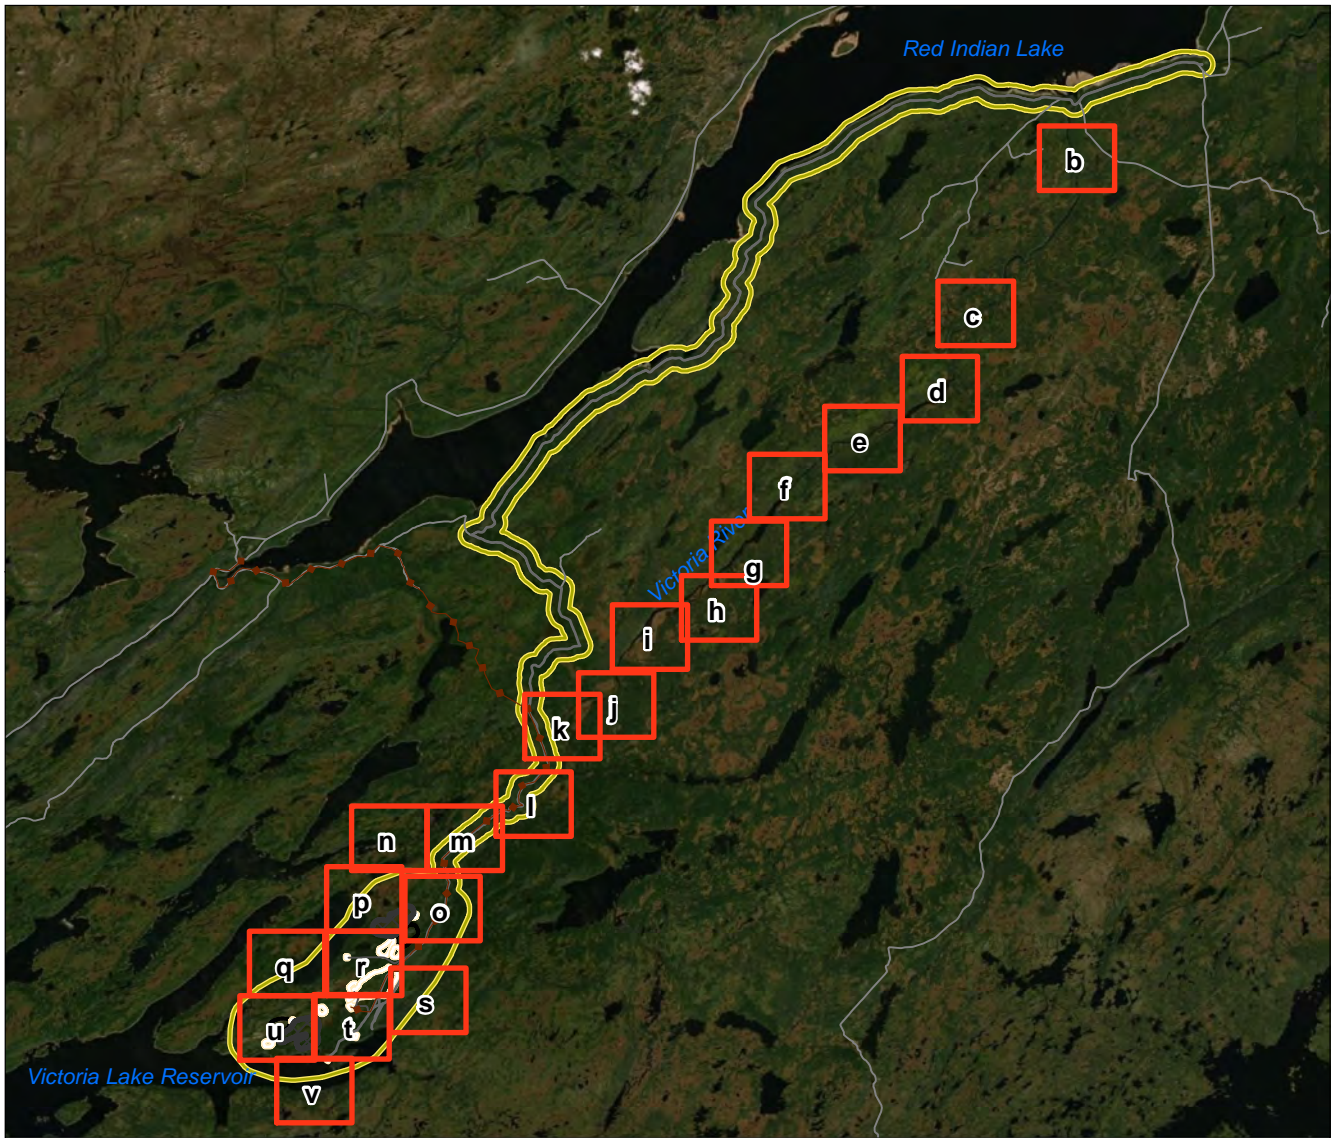 Red Indian Lake
b
c
d
e
f
Victoria River
g
h
i
j
k
l
n
m
p
o
q
r
s
u
t
Victoria Lake Reservoir
v